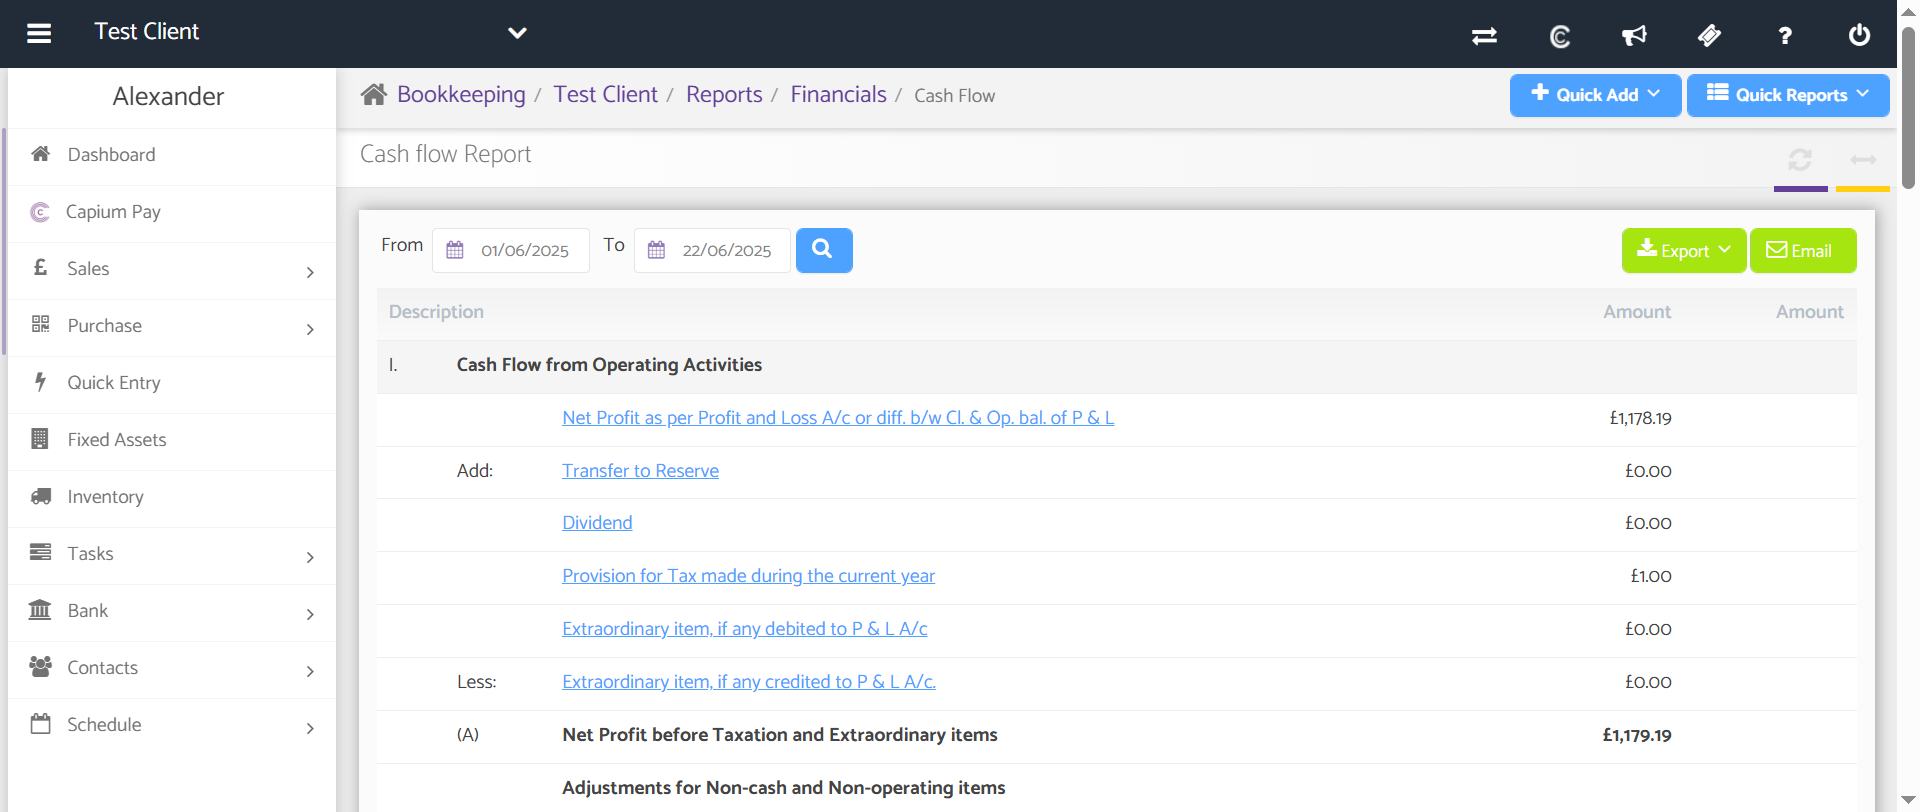 Test Client
Alexander
Bookkeeping / Test Client / Reports / Financials / Cash Flow
Quick Add
Quick Reports
Dashboard
Capium Pay
Sales
Purchase
Quick Entry
Fixed Assets
Inventory
Tasks
Bank
Contacts
Schedule
Cash flow Report
From 01/06/2025 To 22/06/2025
Export
Email
Description Amount Amount
I. Cash Flow from Operating Activities
Net Profit as per Profit and Loss A/c or diff. b/w Cl. & Op. bal. of P & L £1,178.19
Add: Transfer to Reserve £0.00
Dividend £0.00
Provision for Tax made during the current year £1.00
Extraordinary item, if any debited to P & L A/c £0.00
Less: Extraordinary item, if any credited to P & L A/c. £0.00
(A) Net Profit before Taxation and Extraordinary items £1,179.19
Adjustments for Non-cash and Non-operating items